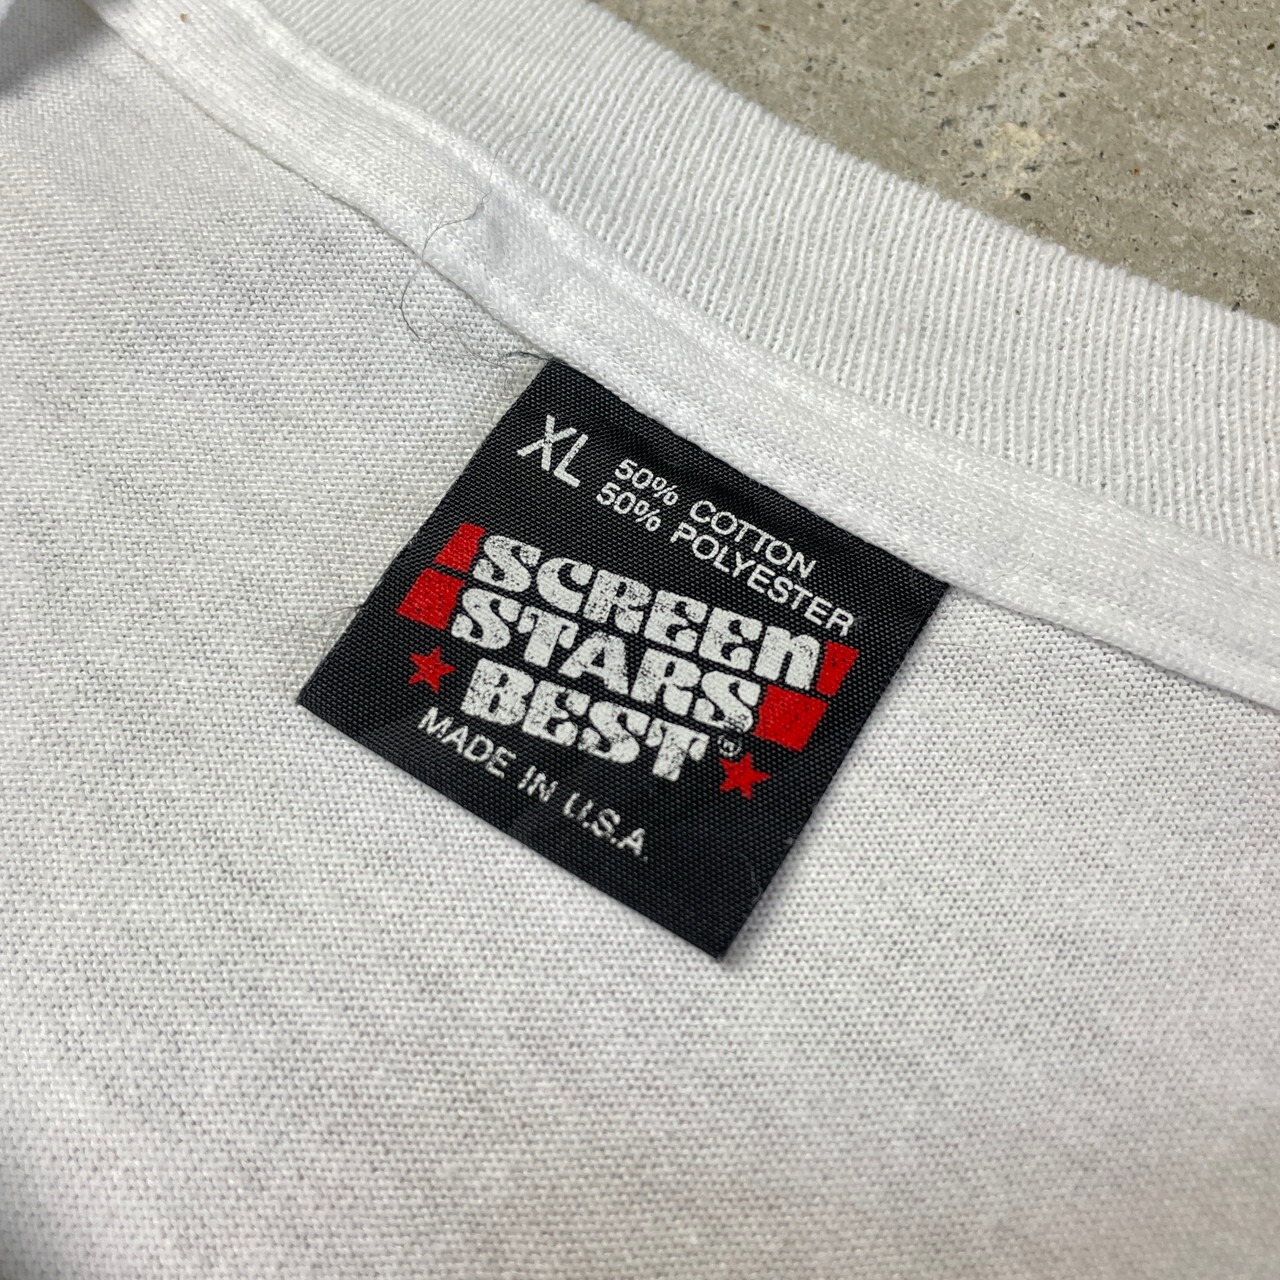 XL
50% COTTON
50% POLYESTER
SCREEN
STARS
BEST®
MADE IN U.S.A.